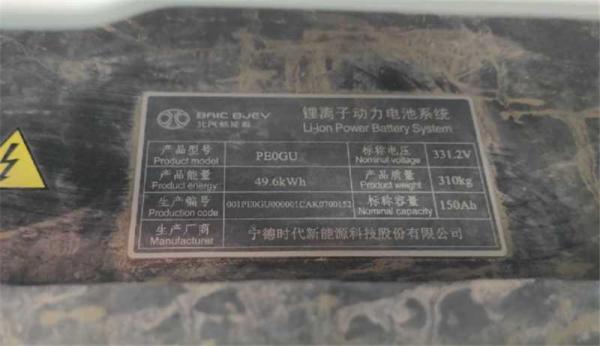 BAIC BJEV 锂离子动力电池系统
北汽新能源 Li-ion Power Battery System
产品型号 PE0GU 标称电压 331.2V
Product model Nominal voltage
产品能量 49.6kWh 产品质量 310kg
Product energy Product weight
生产编号 001PE0GU000001CAK0700152 标称容量 150Ah
Production code Nominal capacity
生产厂商 宁德时代新能源科技股份有限公司
Manufacturer